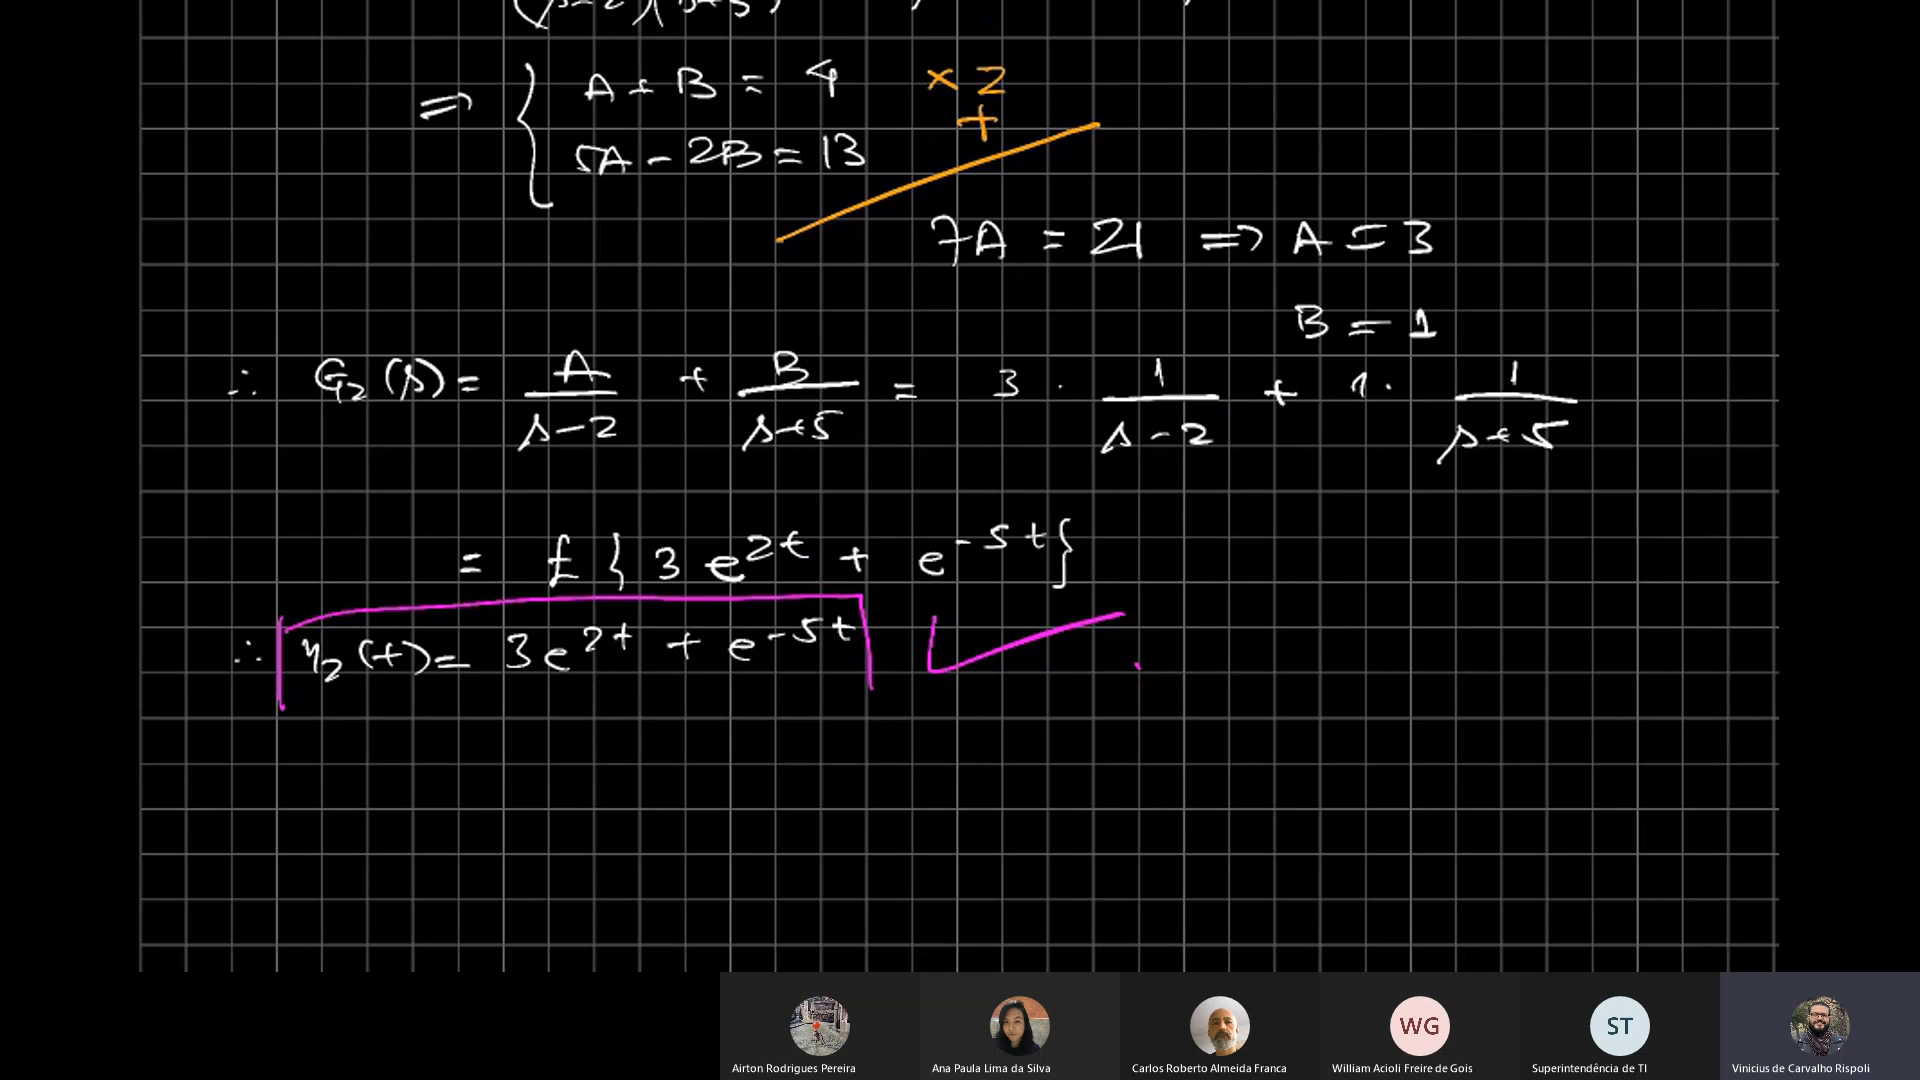 ⇒ { A + B = 4 × 2
+
5A - 2B = 13
7A = 21 ⇒ A = 3
B = 1
∴ G₂(s) = A/(s-2) + B/(s+5) = 3 · 1/(s-2) + 1 · 1/(s+5)
= £{3e^{2t} + e^{-5t}}
∴ y₂(t) = 3e^{2t} + e^{-5t}
WG ST
Airton Rodrigues Pereira Ana Paula Lima da Silva Carlos Roberto Almeida Franca William Acioli Freire de Gois Superintendência de TI Vinicius de Carvalho Rispoli